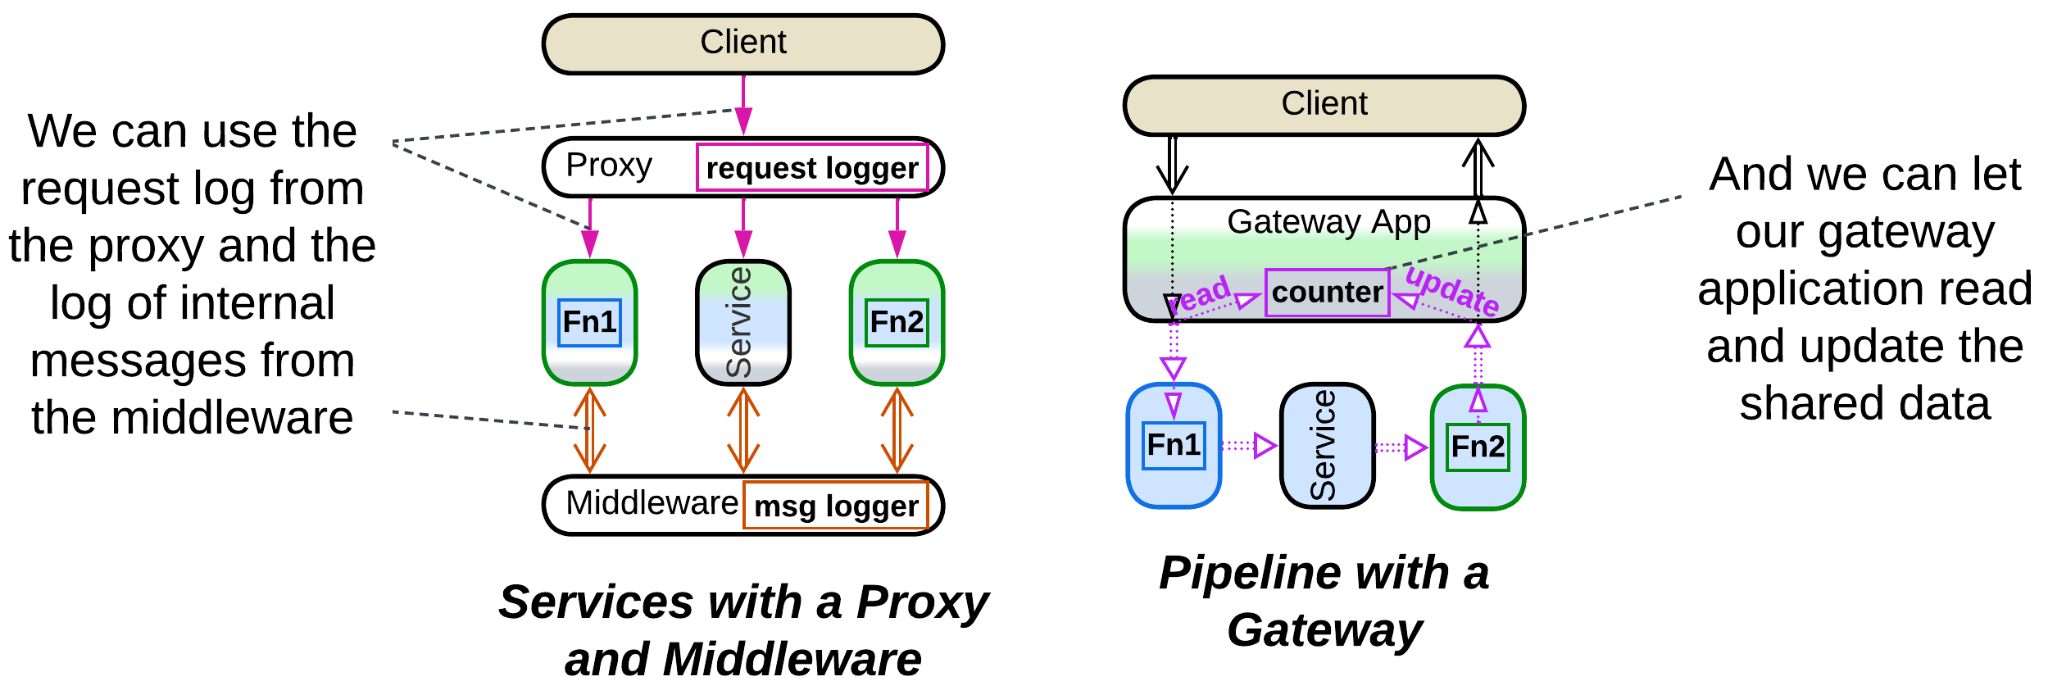 We can use the
request log from
the proxy and the
log of internal
messages from
the middleware
Client
Proxy
request logger
Fn1
Service
Fn2
Middleware
msg logger
Services with a Proxy
and Middleware
Client
Gateway App
read
counter
update
Fn1
Service
Fn2
Pipeline with a
Gateway
And we can let
our gateway
application read
and update the
shared data